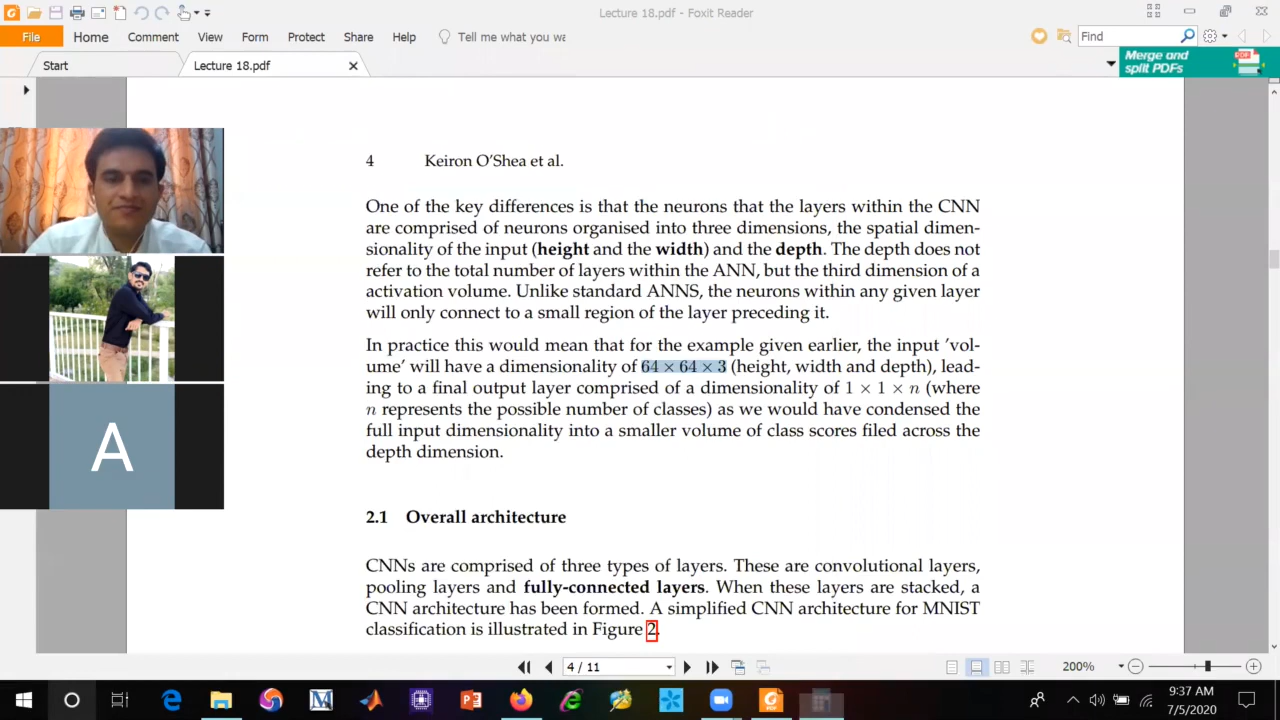 Lecture 18.pdf - Foxit Reader
File Home Comment View Form Protect Share Help Tell me what you wa
Find
Start Lecture 18.pdf
Merge and
split PDFs
4 Keiron O'Shea et al.
One of the key differences is that the neurons that the layers within the CNN
are comprised of neurons organised into three dimensions, the spatial dimen-
sionality of the input (height and the width) and the depth. The depth does not
refer to the total number of layers within the ANN, but the third dimension of a
activation volume. Unlike standard ANNS, the neurons within any given layer
will only connect to a small region of the layer preceding it.
In practice this would mean that for the example given earlier, the input 'vol-
ume' will have a dimensionality of 64 × 64 × 3 (height, width and depth), lead-
ing to a final output layer comprised of a dimensionality of 1 × 1 × n (where
n represents the possible number of classes) as we would have condensed the
full input dimensionality into a smaller volume of class scores filed across the
depth dimension.
A
2.1 Overall architecture
CNNs are comprised of three types of layers. These are convolutional layers,
pooling layers and fully-connected layers. When these layers are stacked, a
CNN architecture has been formed. A simplified CNN architecture for MNIST
classification is illustrated in Figure 2.
4 / 11
200%
9:37 AM
7/5/2020